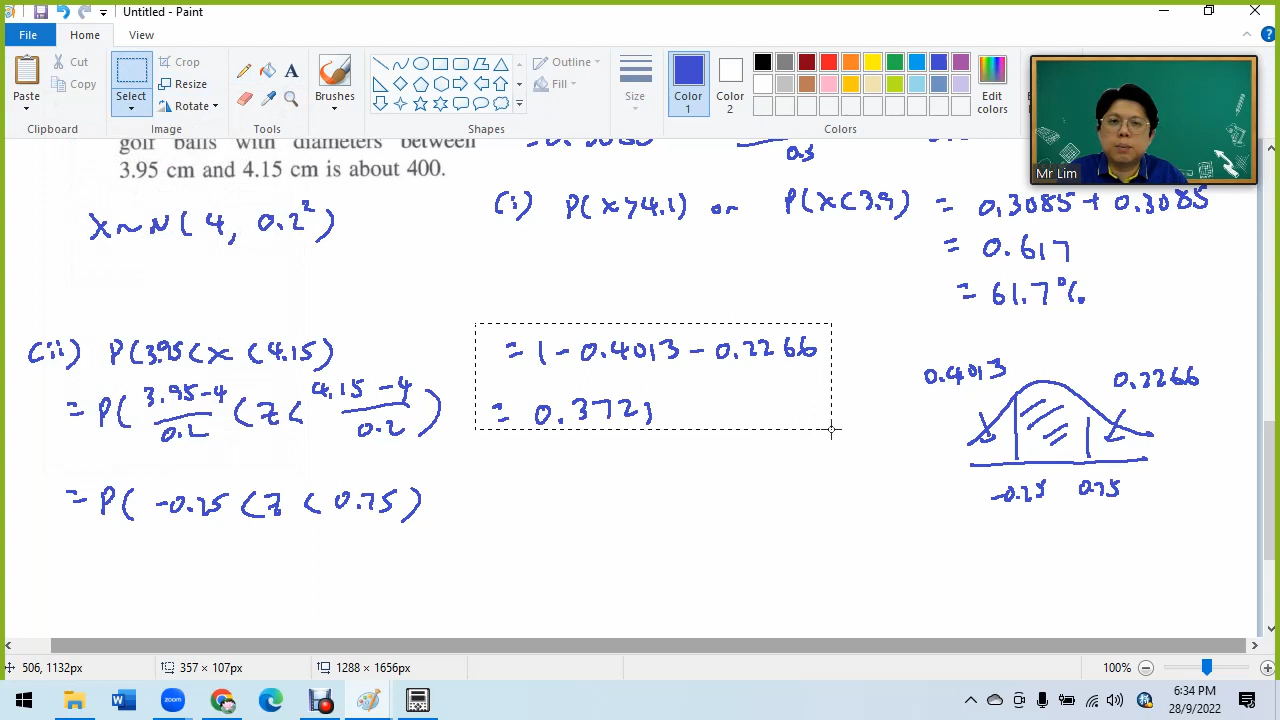 Untitled - Paint
File Home View
Paste Cut Copy
Clipboard
Select Crop Resize Rotate
Image
A
Tools
Brushes
Shapes
Outline
Fill
Size
Color 1
Color 2
Colors
Edit colors
Mr Lim
golf balls with diameters between
3.95 cm and 4.15 cm is about 400.
0.5
X~N(4, 0.2²)
(i) P(X>4.1) or P(X<3.9) = 0.3085 + 0.3085
= 0.617
= 61.7%
(ii) P(3.95<X<4.15)
= P( 3.95-4/0.2 < Z < 4.15-4/0.2 )
= P( -0.25 < Z < 0.75 )
= 1 - 0.4013 - 0.2266
= 0.3721
0.4013 0.2266
-0.25 0.75
506, 1132px 357 × 107px 1288 × 1656px 100%
zoom
6:34 PM
28/9/2022